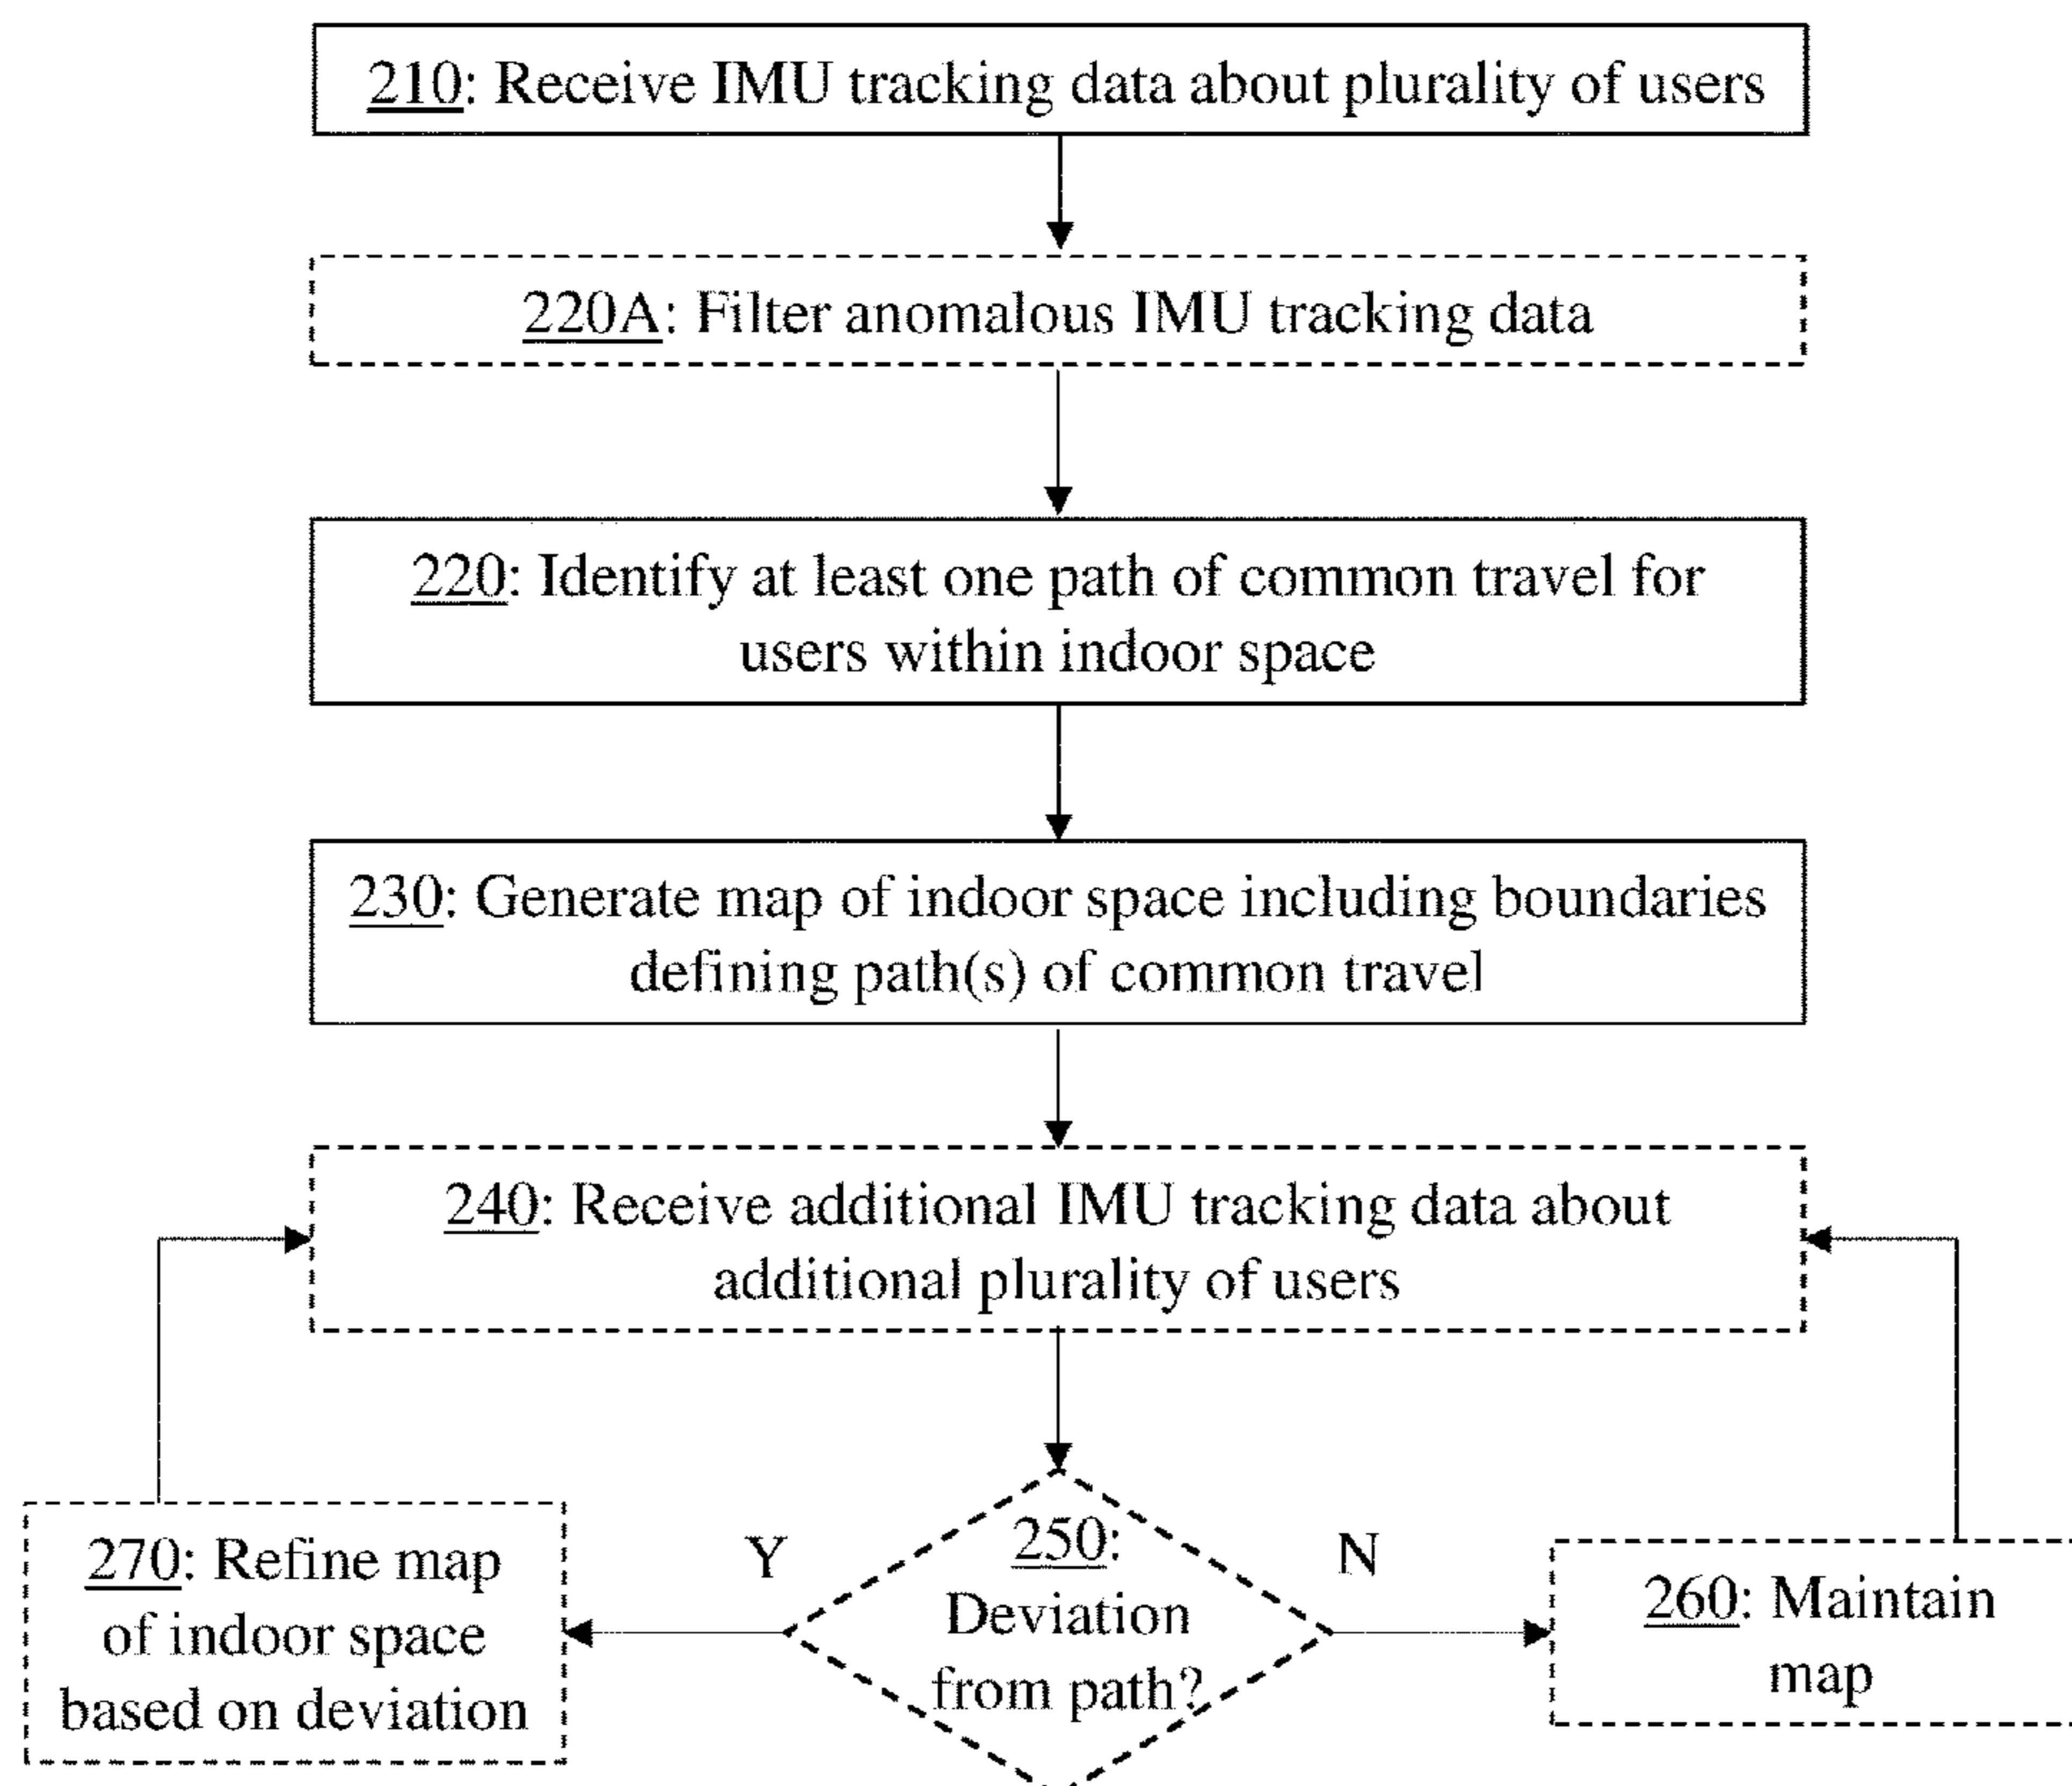 210: Receive IMU tracking data about plurality of users
220A: Filter anomalous IMU tracking data
220: Identify at least one path of common travel for
users within indoor space
230: Generate map of indoor space including boundaries
defining path(s) of common travel
240: Receive additional IMU tracking data about
additional plurality of users
270: Refine map
of indoor space
based on deviation
Y
250:
Deviation
from path?
N
260: Maintain
map